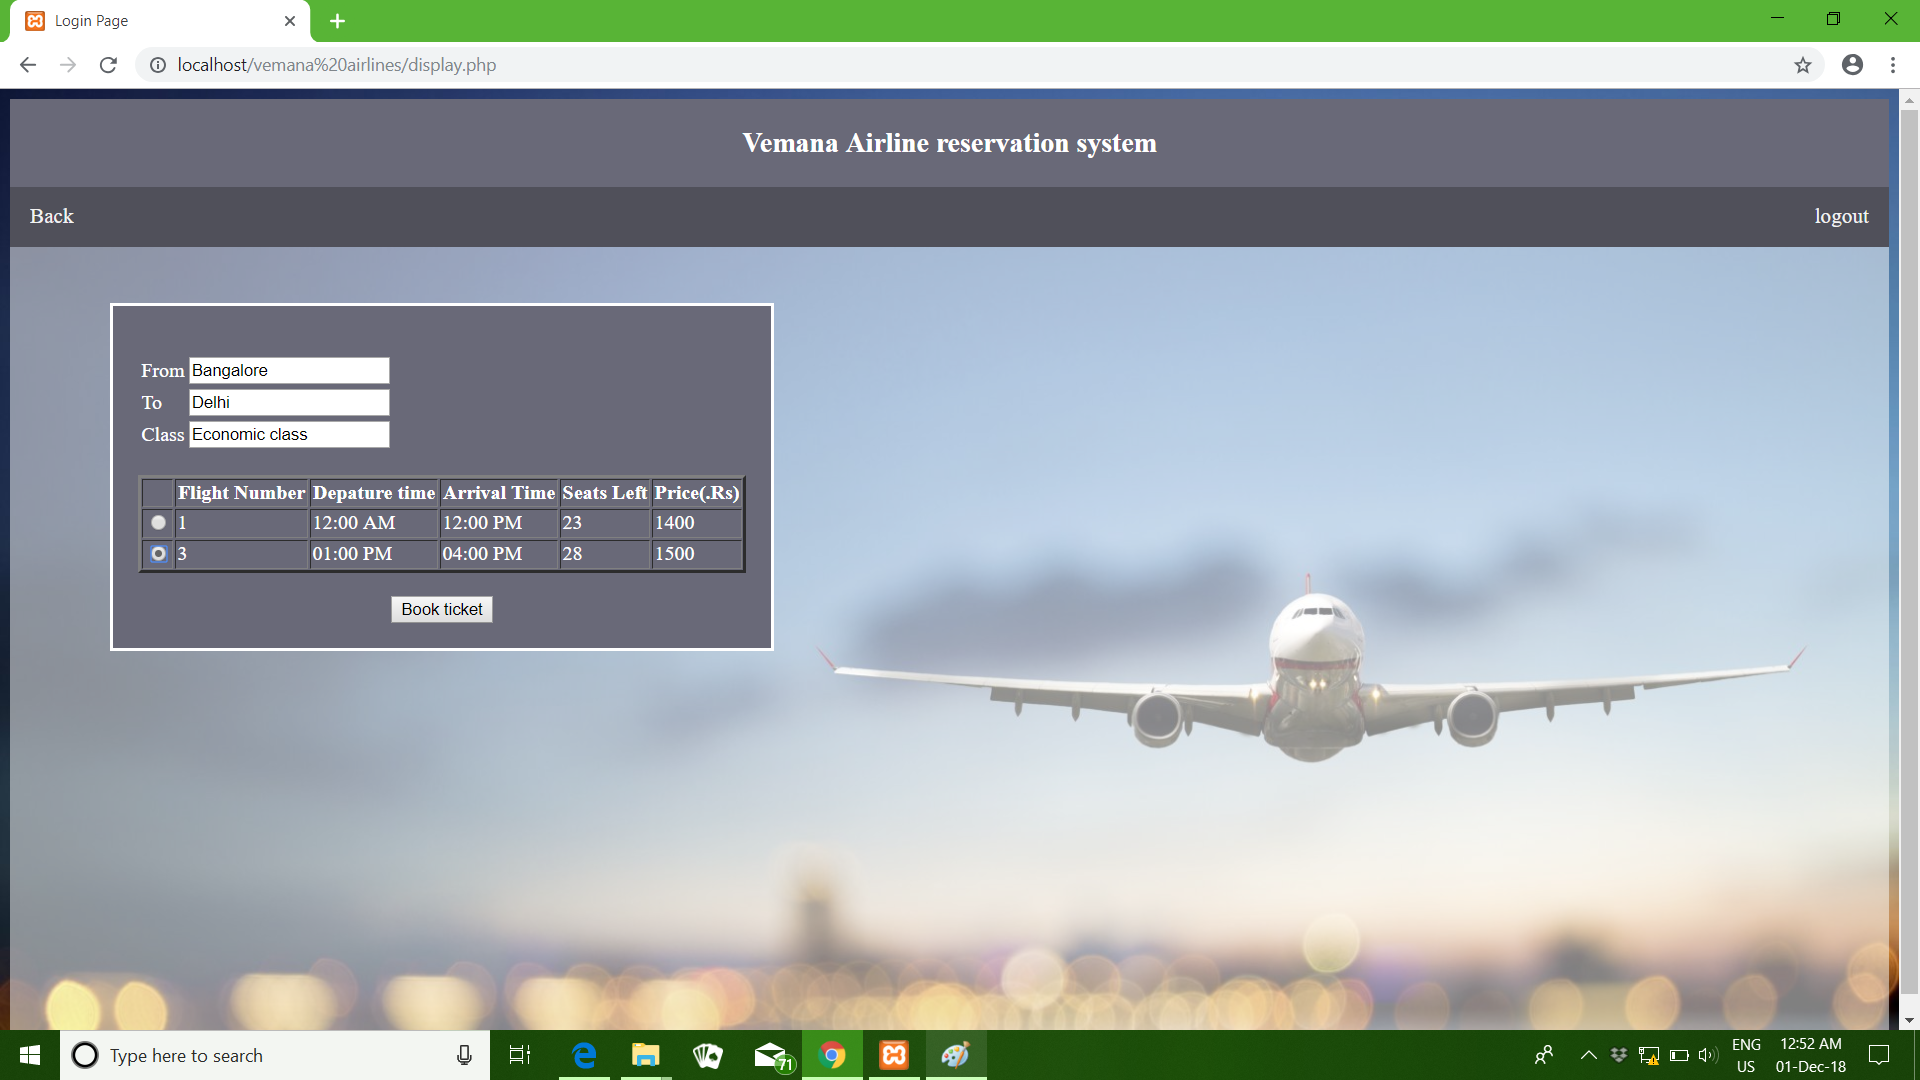 Login Page
localhost/vemana%20airlines/display.php
Vemana Airline reservation system
Back logout
From Bangalore
To Delhi
Class Economic class
Flight Number Depature time Arrival Time Seats Left Price(.Rs)
1 12:00 AM 12:00 PM 23 1400
3 01:00 PM 04:00 PM 28 1500
Book ticket
Type here to search
71
ENG
US
12:52 AM
01-Dec-18